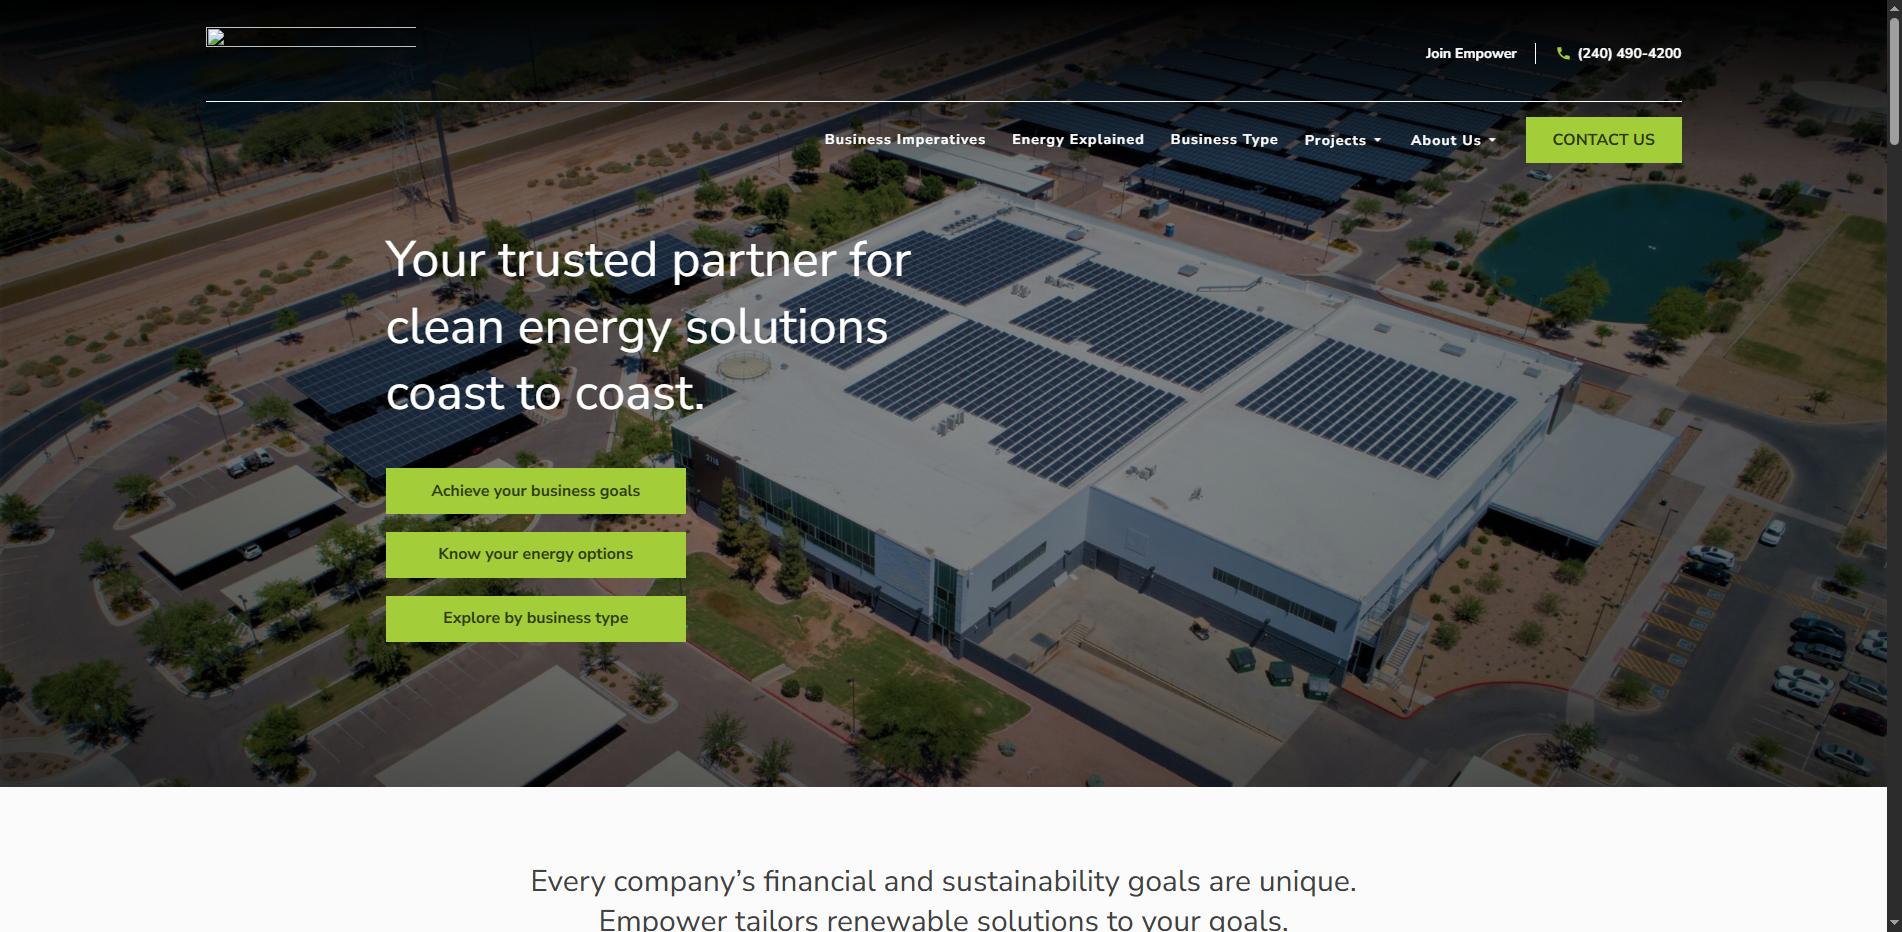 Join Empower
(240) 490-4200
Business Imperatives
Energy Explained
Business Type
Projects
About Us
CONTACT US
Your trusted partner for
clean energy solutions
coast to coast.
Achieve your business goals
Know your energy options
Explore by business type
Every company’s financial and sustainability goals are unique.
Empower tailors renewable solutions to your goals.